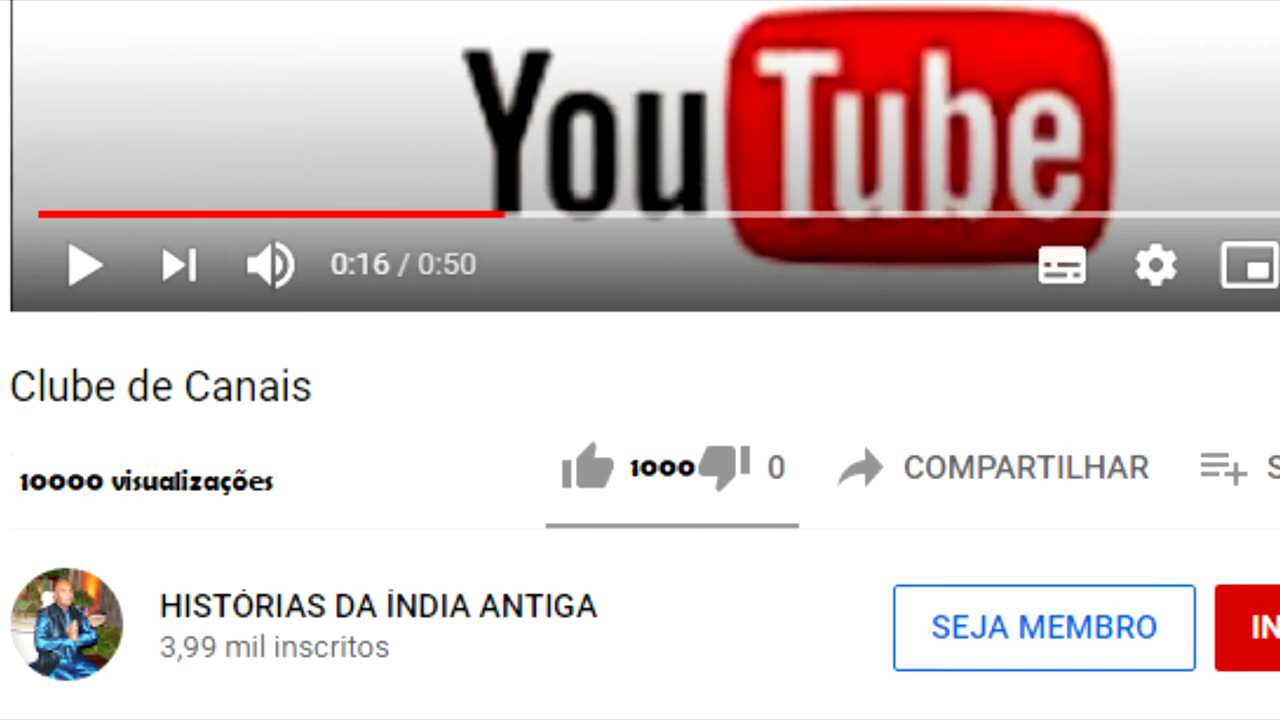 YouTube
0:16 / 0:50
Clube de Canais
10000 visualizações
1000 0 COMPARTILHAR S
HISTÓRIAS DA ÍNDIA ANTIGA
3,99 mil inscritos
SEJA MEMBRO
IN